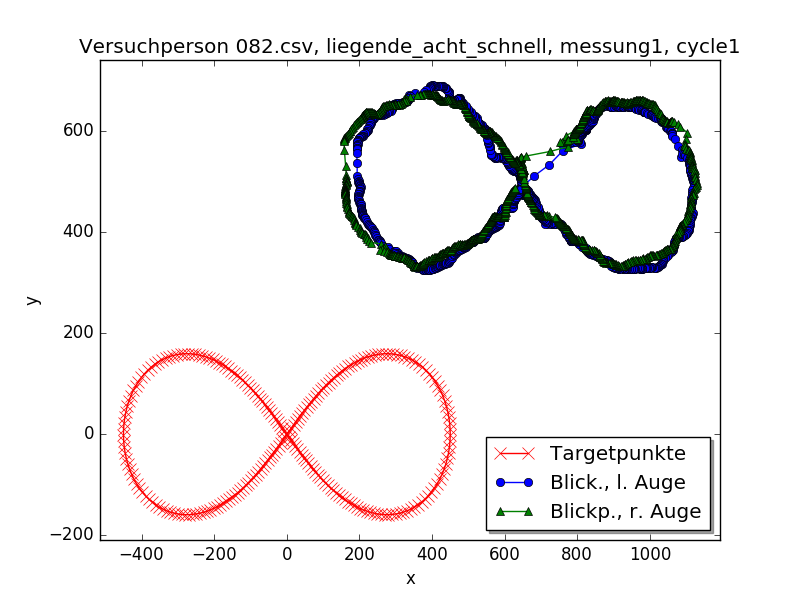 Versuchperson 082.csv, liegende_acht_schnell, messung1, cycle1
y
600
400
200
0
−200
Targetpunkte
Blick., l. Auge
Blickp., r. Auge
−400 −200 0 200 400 600 800 1000
x